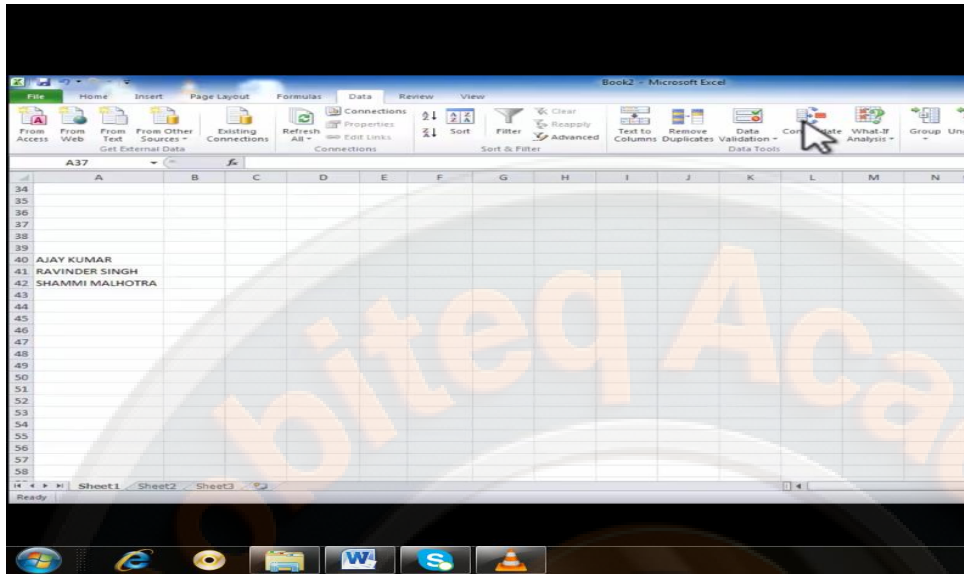 Book2 - Microsoft Excel
File Home Insert Page Layout Formulas Data Review View
From Access From Web From Text From Other Sources Existing Connections Refresh All Connections Properties Edit Links Sort Filter Clear Reapply Advanced Text to Columns Remove Duplicates Data Validation What-If Analysis Group
Get External Data Connections Sort & Filter Data Tools
A37 fx
A B C D E F G H I J K L M N
34
35
36
37
38
39
40 AJAY KUMAR
41 RAVINDER SINGH
42 SHAMMI MALHOTRA
43
44
45
46
47
48
49
50
51
52
53
54
55
56
57
58
Sheet1 Sheet2 Sheet3
Ready
obiteq Aca